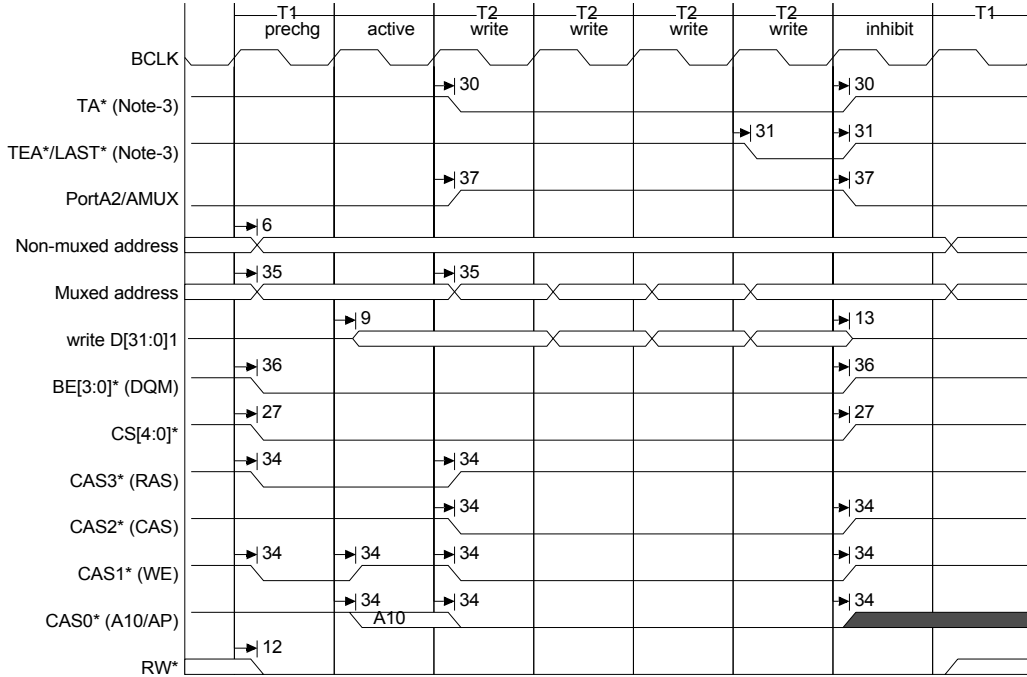 T1 T2 T2 T2 T2 T1
prechg active write write write write inhibit
BCLK
30 30
TA* (Note-3)
31 31
TEA*/LAST* (Note-3)
37 37
PortA2/AMUX
6
Non-muxed address
35 35
Muxed address
9 13
write D[31:0]1
36 36
BE[3:0]* (DQM)
27 27
CS[4:0]*
34 34
CAS3* (RAS)
34 34
CAS2* (CAS)
34 34 34 34
CAS1* (WE)
34 34 34
CAS0* (A10/AP) A10
12
RW*